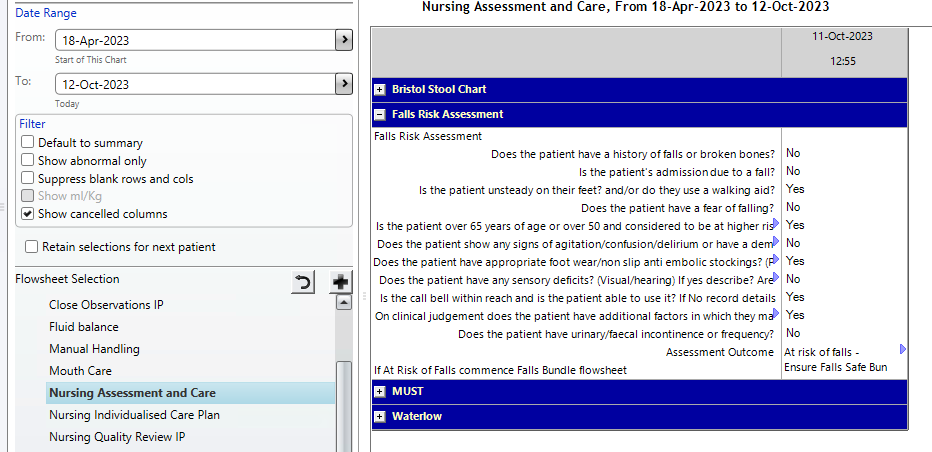 Date Range
From:
18-Apr-2023
Start of This Chart
To:
12-Oct-2023
Today
Filter
Default to summary
Show abnormal only
Suppress blank rows and cols
Show ml/Kg
Show cancelled columns
Retain selections for next patient
Flowsheet Selection
Close Observations IP
Fluid balance
Manual Handling
Mouth Care
Nursing Assessment and Care
Nursing Individualised Care Plan
Nursing Quality Review IP
Nursing Assessment and Care, From 18-Apr-2023 to 12-Oct-2023
11-Oct-2023
12:55
Bristol Stool Chart
Falls Risk Assessment
Falls Risk Assessment
Does the patient have a history of falls or broken bones? No
Is the patient's admission due to a fall? No
Is the patient unsteady on their feet? and/or do they use a walking aid? Yes
Does the patient have a fear of falling? No
Is the patient over 65 years of age or over 50 and considered to be at higher ris Yes
Does the patient show any signs of agitation/confusion/delirium or have a dem No
Does the patient have appropriate foot wear/non slip anti embolic stockings? (F Yes
Does the patient have any sensory deficits? (Visual/hearing) If yes describe? Are No
Is the call bell within reach and is the patient able to use it? If No record details Yes
On clinical judgement does the patient have additional factors in which they ma Yes
Does the patient have urinary/faecal incontinence or frequency? No
Assessment Outcome At risk of falls -
If At Risk of Falls commence Falls Bundle flowsheet Ensure Falls Safe Bun
MUST
Waterlow